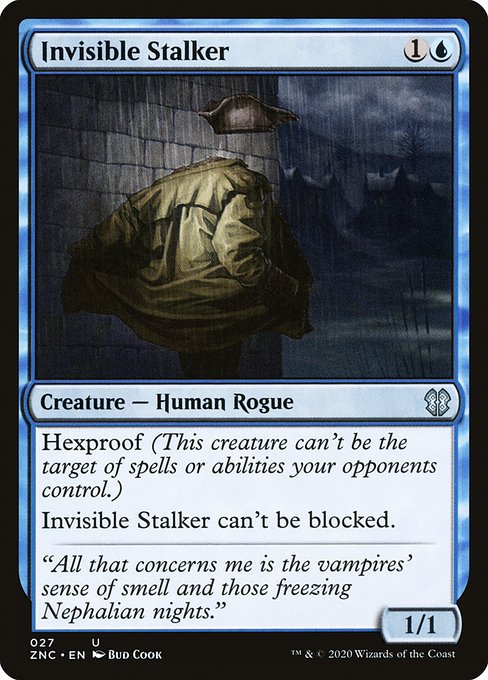 Invisible Stalker 1
Creature — Human Rogue
Hexproof (This creature can't be the
target of spells or abilities your opponents
control.)
Invisible Stalker can't be blocked.
“All that concerns me is the vampires’
sense of smell and those freezing
Nephalian nights.”
1/1
027 U
ZNC • EN Bud Cook
™ & © 2020 Wizards of the Coast